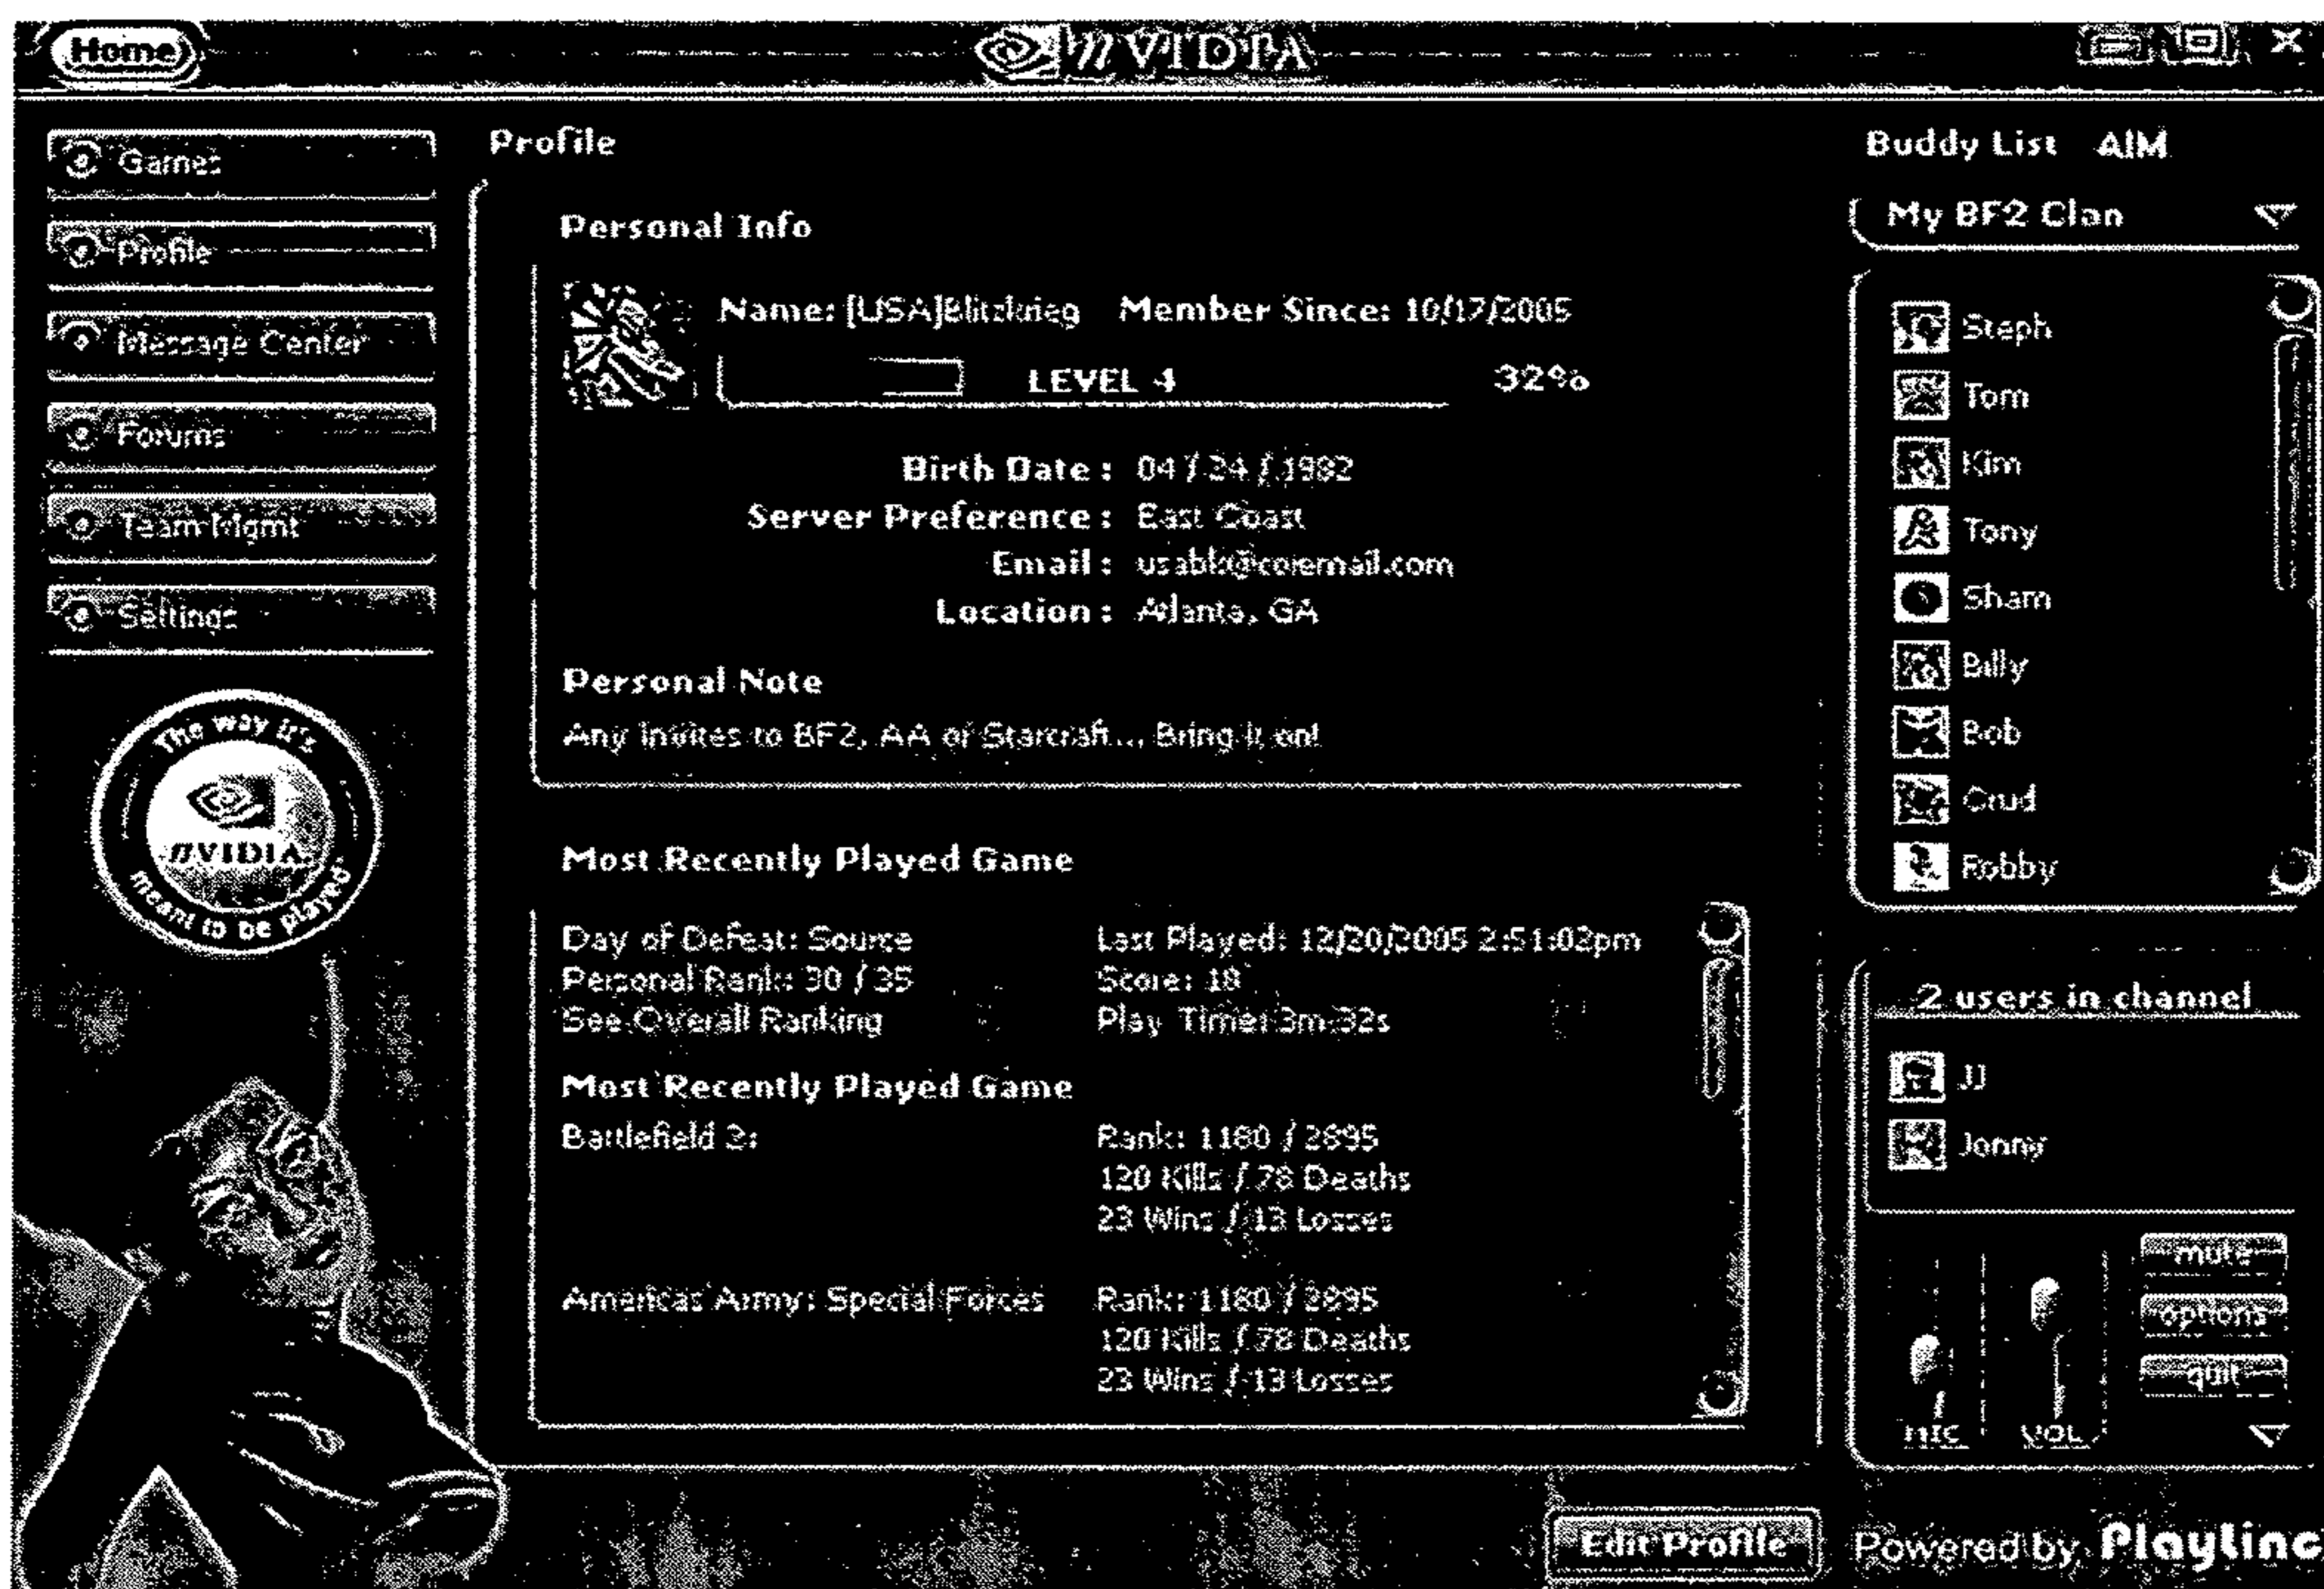 Home
nVIDIA
Games
Profile
Message Center
Forums
Team Mgmt
Settings
The way it's
nVIDIA
meant to be played
Profile
Personal Info
Name: [USA]Blitzkrieg Member Since: 10/17/2005
LEVEL 4 32%
Birth Date : 04 / 24 / 1982
Server Preference : East Coast
Email :
Location : Atlanta, GA
Personal Note
Any invites to BF2, AA or Starcraft... Bring it on!
Most Recently Played Game
Day of Defeat: Source Last Played: 12/20/2005 2:51:02pm
Personal Rank: 30 / 35 Score: 18
See Overall Ranking Play Time: 3m 32s
Most Recently Played Game
Battlefield 2: Rank: 1180 / 2895
120 Kills / 78 Deaths
23 Wins / 13 Losses
Americas Army: Special Forces Rank: 1180 / 2895
120 Kills / 78 Deaths
23 Wins / 13 Losses
Edit Profile
Buddy List AIM
My BF2 Clan
Steph
Tom
Kim
Tony
Sham
Billy
Bob
Crud
Robby
2 users in channel
JJ
Jonny
mute
options
quit
MIC VOL
Powered by PlayLinc